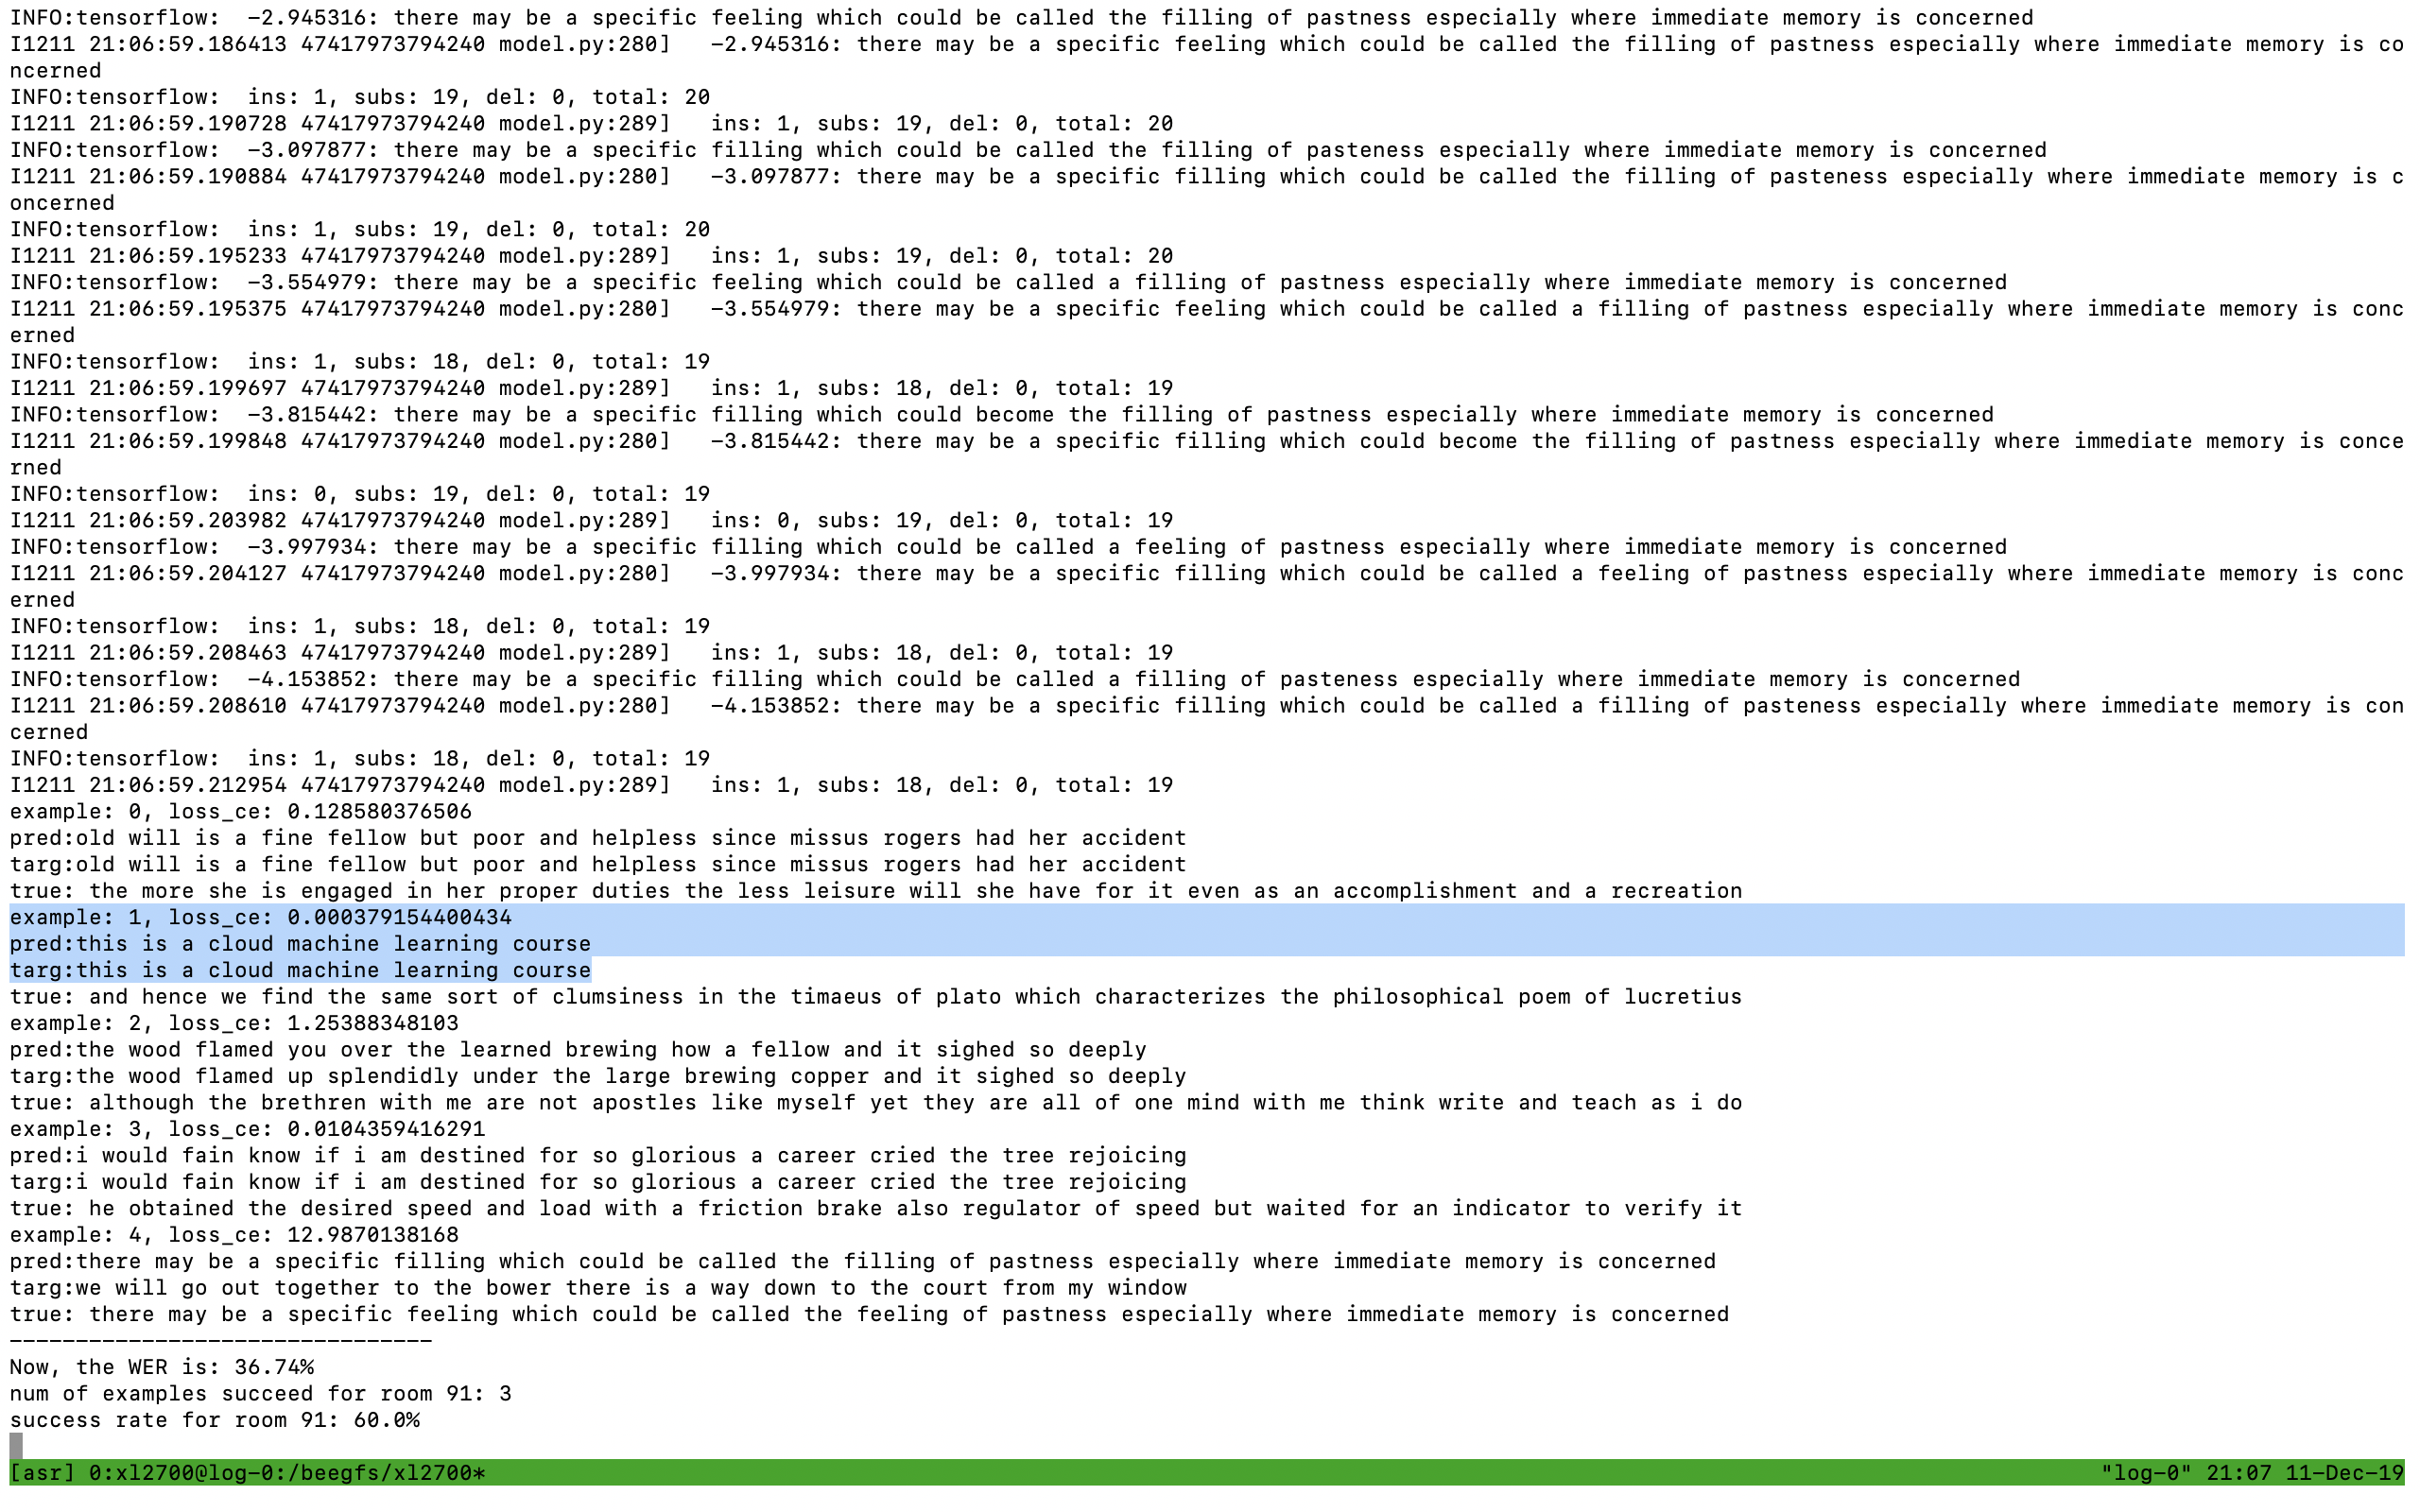 INFO:tensorflow:  -2.945316: there may be a specific feeling which could be called the filling of pastness especially where immediate memory is concerned
I1211 21:06:59.186413 47417973794240 model.py:280]   -2.945316: there may be a specific feeling which could be called the filling of pastness especially where immediate memory is co
ncerned
INFO:tensorflow:  ins: 1, subs: 19, del: 0, total: 20
I1211 21:06:59.190728 47417973794240 model.py:289]   ins: 1, subs: 19, del: 0, total: 20
INFO:tensorflow:  -3.097877: there may be a specific filling which could be called the filling of pasteness especially where immediate memory is concerned
I1211 21:06:59.190884 47417973794240 model.py:280]   -3.097877: there may be a specific filling which could be called the filling of pasteness especially where immediate memory is c
oncerned
INFO:tensorflow:  ins: 1, subs: 19, del: 0, total: 20
I1211 21:06:59.195233 47417973794240 model.py:289]   ins: 1, subs: 19, del: 0, total: 20
INFO:tensorflow:  -3.554979: there may be a specific feeling which could be called a filling of pastness especially where immediate memory is concerned
I1211 21:06:59.195375 47417973794240 model.py:280]   -3.554979: there may be a specific feeling which could be called a filling of pastness especially where immediate memory is conc
erned
INFO:tensorflow:  ins: 1, subs: 18, del: 0, total: 19
I1211 21:06:59.199697 47417973794240 model.py:289]   ins: 1, subs: 18, del: 0, total: 19
INFO:tensorflow:  -3.815442: there may be a specific filling which could become the filling of pastness especially where immediate memory is concerned
I1211 21:06:59.199848 47417973794240 model.py:280]   -3.815442: there may be a specific filling which could become the filling of pastness especially where immediate memory is conce
rned
INFO:tensorflow:  ins: 0, subs: 19, del: 0, total: 19
I1211 21:06:59.203982 47417973794240 model.py:289]   ins: 0, subs: 19, del: 0, total: 19
INFO:tensorflow:  -3.997934: there may be a specific filling which could be called a feeling of pastness especially where immediate memory is concerned
I1211 21:06:59.204127 47417973794240 model.py:280]   -3.997934: there may be a specific filling which could be called a feeling of pastness especially where immediate memory is conc
erned
INFO:tensorflow:  ins: 1, subs: 18, del: 0, total: 19
I1211 21:06:59.208463 47417973794240 model.py:289]   ins: 1, subs: 18, del: 0, total: 19
INFO:tensorflow:  -4.153852: there may be a specific filling which could be called a filling of pasteness especially where immediate memory is concerned
I1211 21:06:59.208610 47417973794240 model.py:280]   -4.153852: there may be a specific filling which could be called a filling of pasteness especially where immediate memory is con
cerned
INFO:tensorflow:  ins: 1, subs: 18, del: 0, total: 19
I1211 21:06:59.212954 47417973794240 model.py:289]   ins: 1, subs: 18, del: 0, total: 19
example: 0, loss_ce: 0.128580376506
pred:old will is a fine fellow but poor and helpless since missus rogers had her accident
targ:old will is a fine fellow but poor and helpless since missus rogers had her accident
true: the more she is engaged in her proper duties the less leisure will she have for it even as an accomplishment and a recreation
example: 1, loss_ce: 0.000379154400434
pred:this is a cloud machine learning course
targ:this is a cloud machine learning course
true: and hence we find the same sort of clumsiness in the timaeus of plato which characterizes the philosophical poem of lucretius
example: 2, loss_ce: 1.25388348103
pred:the wood flamed you over the learned brewing how a fellow and it sighed so deeply
targ:the wood flamed up splendidly under the large brewing copper and it sighed so deeply
true: although the brethren with me are not apostles like myself yet they are all of one mind with me think write and teach as i do
example: 3, loss_ce: 0.0104359416291
pred:i would fain know if i am destined for so glorious a career cried the tree rejoicing
targ:i would fain know if i am destined for so glorious a career cried the tree rejoicing
true: he obtained the desired speed and load with a friction brake also regulator of speed but waited for an indicator to verify it
example: 4, loss_ce: 12.9870138168
pred:there may be a specific filling which could be called the filling of pastness especially where immediate memory is concerned
targ:we will go out together to the bower there is a way down to the court from my window
true: there may be a specific feeling which could be called the feeling of pastness especially where immediate memory is concerned
--------------------------------
Now, the WER is: 36.74%
num of examples succeed for room 91: 3
success rate for room 91: 60.0%
[asr] 0:xl2700@log-0:/beegfs/xl2700* "log-0" 21:07 11-Dec-19